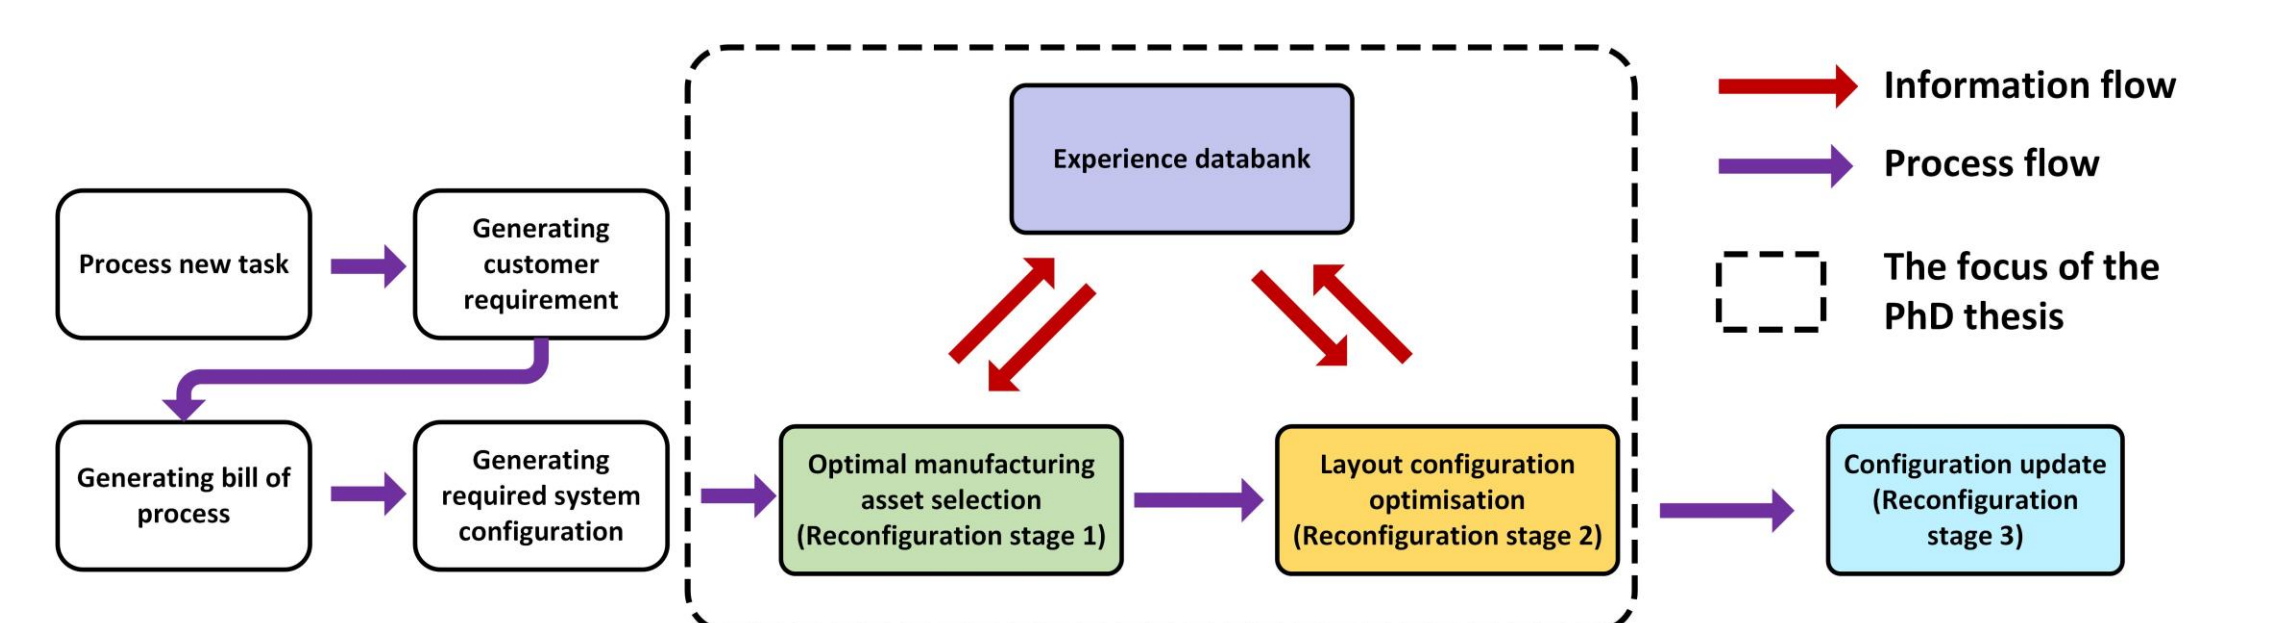 Process new task
Generating
customer
requirement
Generating bill of
process
Generating
required system
configuration
Experience databank
Optimal manufacturing
asset selection
(Reconfiguration stage 1)
Layout configuration
optimisation
(Reconfiguration stage 2)
Configuration update
(Reconfiguration
stage 3)
Information flow
Process flow
The focus of the
PhD thesis